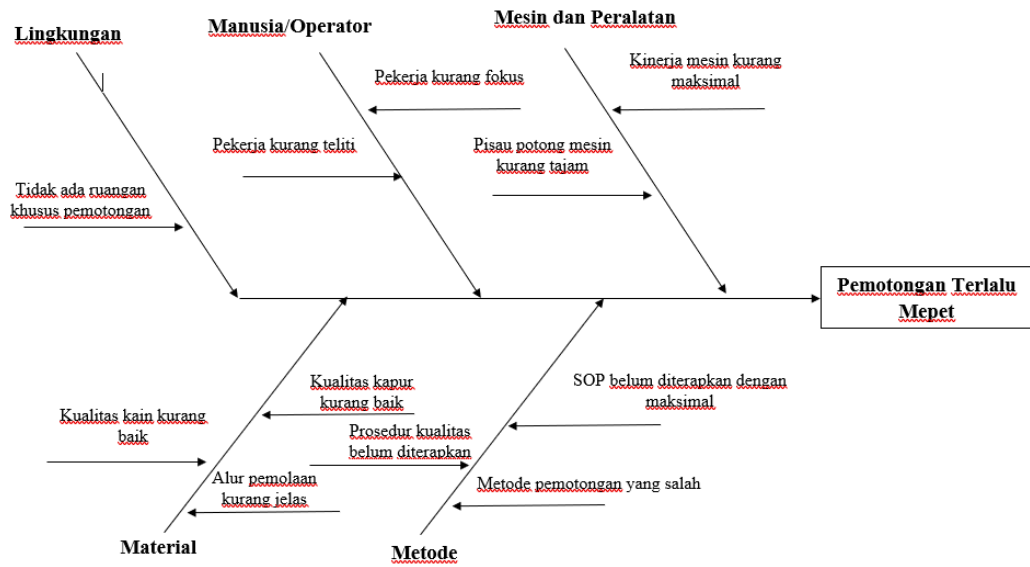 Lingkungan
Manusia/Operator
Mesin dan Peralatan
Pekerja kurang fokus
Kinerja mesin kurang
maksimal
Pekerja kurang teliti
Pisau potong mesin
kurang tajam
Tidak ada ruangan
khusus pemotongan
Pemotongan Terlalu
Mepet
Kualitas kapur
kurang baik
SOP belum diterapkan dengan
maksimal
Kualitas kain kurang
baik
Prosedur kualitas
belum diterapkan
Alur pemolaan
kurang jelas
Metode pemotongan yang salah
Material
Metode